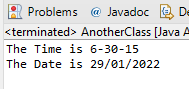 Problems @ Javadoc
<terminated> AnotherClass [Java A
The Time is 6-30-15
The Date is 29/01/2022